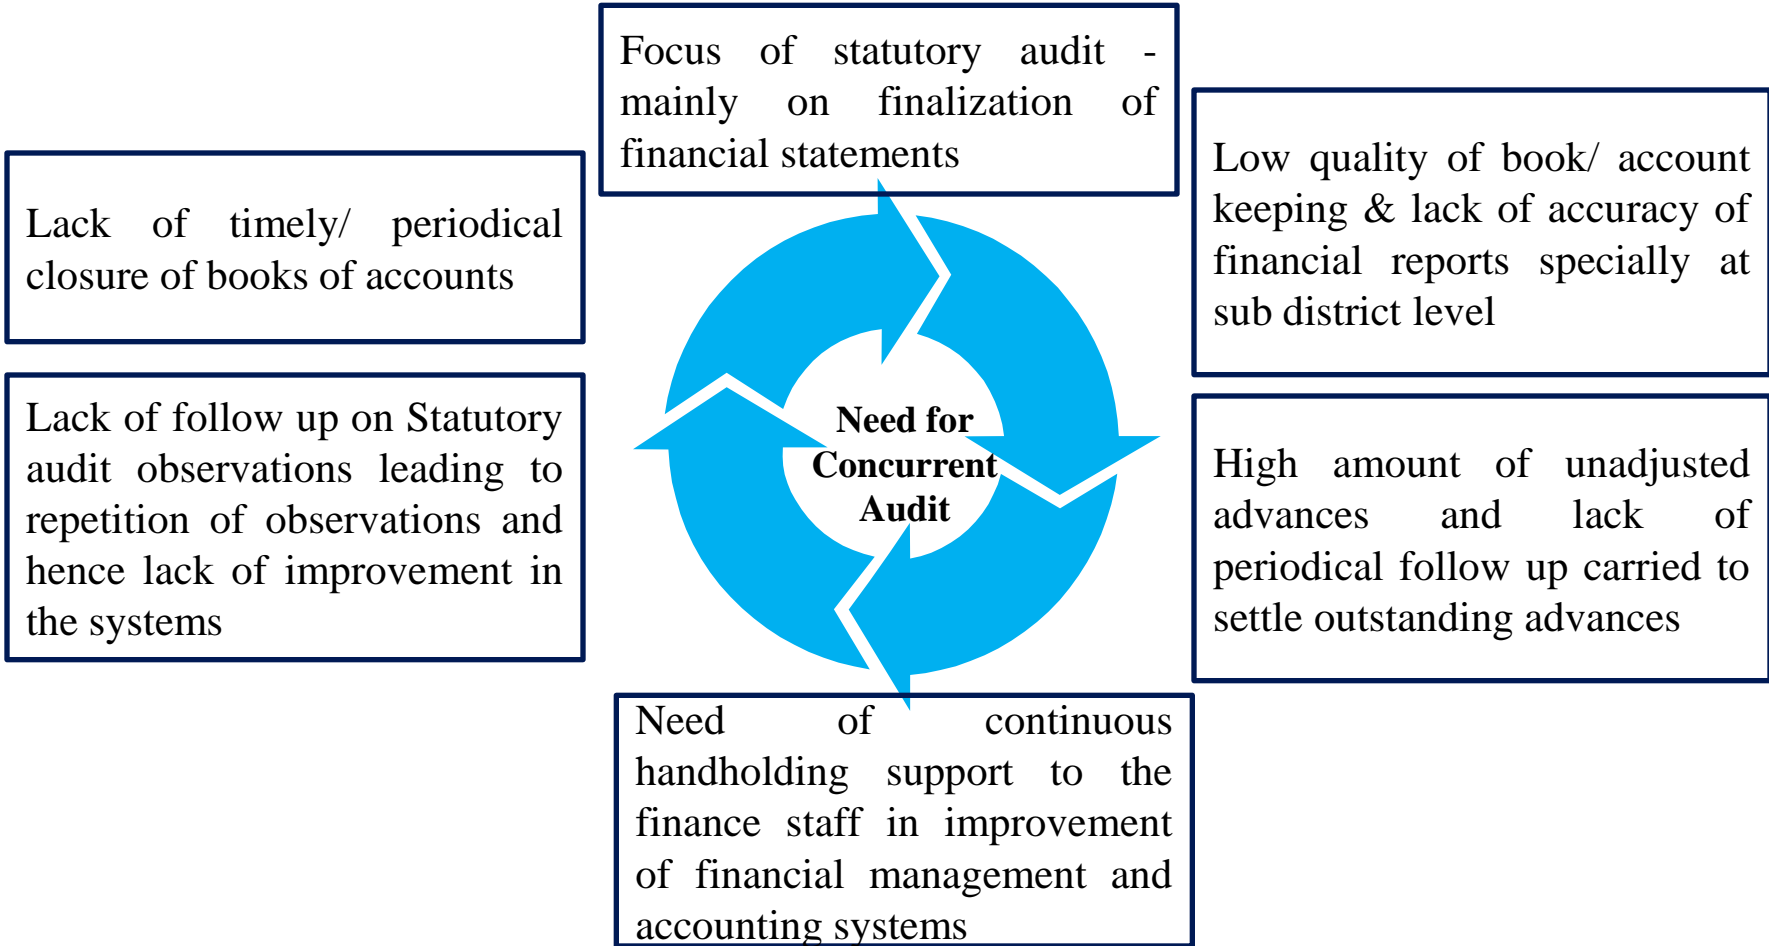 Focus of statutory audit -
mainly on finalization of
financial statements
Low quality of book/ account
keeping & lack of accuracy of
financial reports specially at
sub district level
High amount of unadjusted
advances and lack of
periodical follow up carried to
settle outstanding advances
Need of continuous
handholding support to the
finance staff in improvement
of financial management and
accounting systems
Lack of follow up on Statutory
audit observations leading to
repetition of observations and
hence lack of improvement in
the systems
Lack of timely/ periodical
closure of books of accounts
Need for
Concurrent
Audit